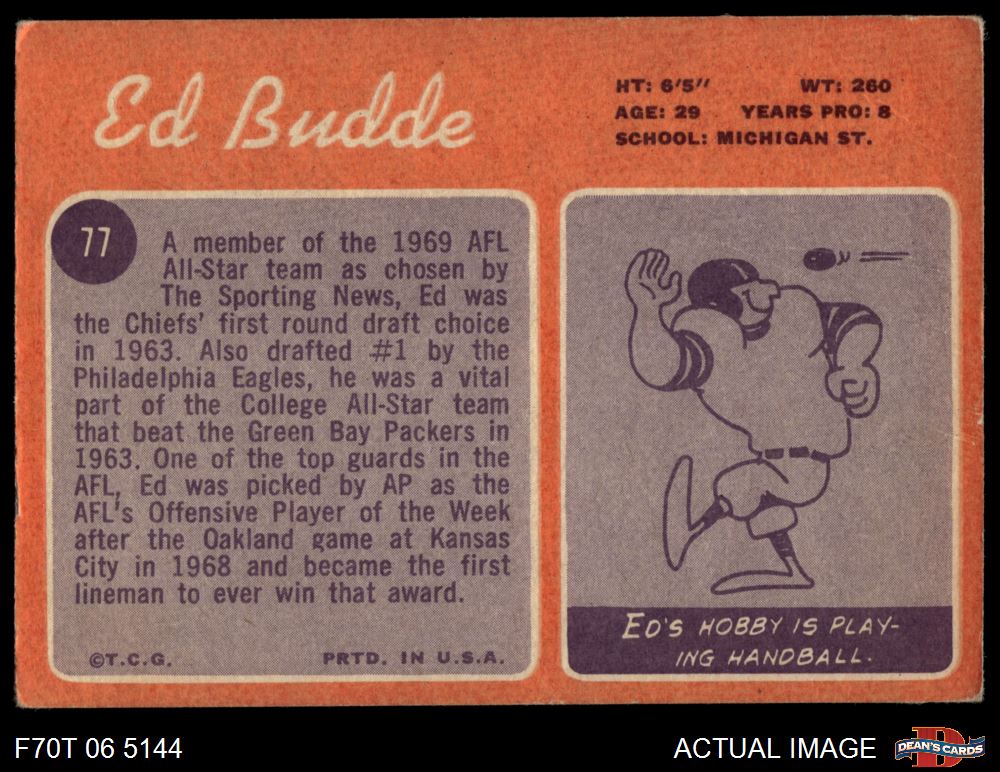 Ed Budde
HT: 6'5" WT: 260
AGE: 29 YEARS PRO: 8
SCHOOL: MICHIGAN ST.
77
A member of the 1969 AFL
All-Star team as chosen by
The Sporting News, Ed was
the Chiefs' first round draft choice
in 1963. Also drafted #1 by the
Philadelphia Eagles, he was a vital
part of the College All-Star team
that beat the Green Bay Packers in
1963. One of the top guards in the
AFL, Ed was picked by AP as the
AFL's Offensive Player of the Week
after the Oakland game at Kansas
City in 1968 and became the first
lineman to ever win that award.
©T.C.G. PRTD. IN U.S.A.
ED'S HOBBY IS PLAY-
ING HANDBALL.
F70T 06 5144
ACTUAL IMAGE
D
DEAN'S CARDS